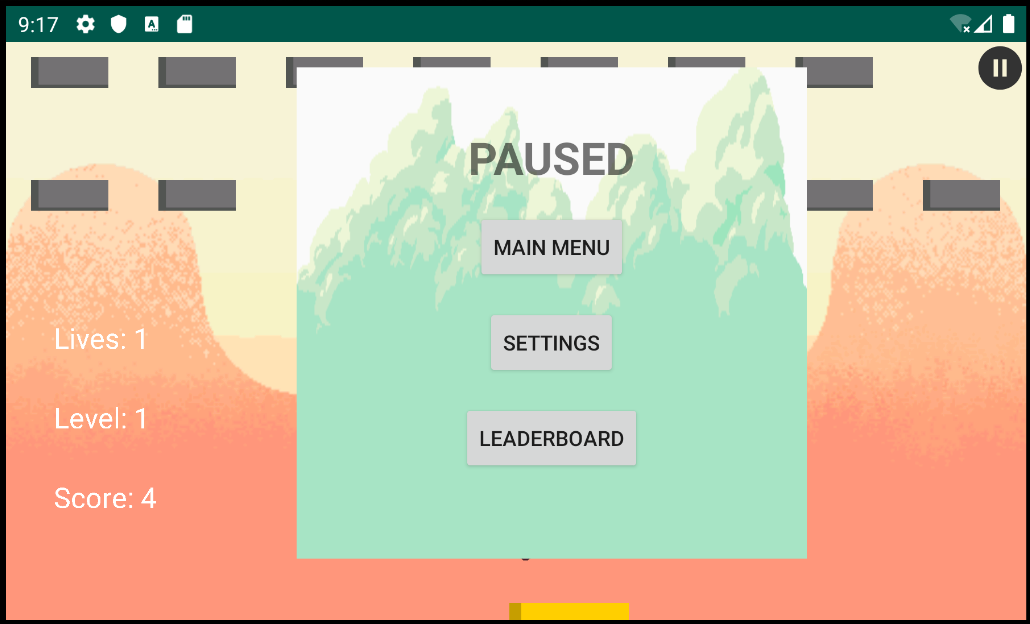 9:17
PAUSED
MAIN MENU
SETTINGS
LEADERBOARD
Lives: 1
Level: 1
Score: 4